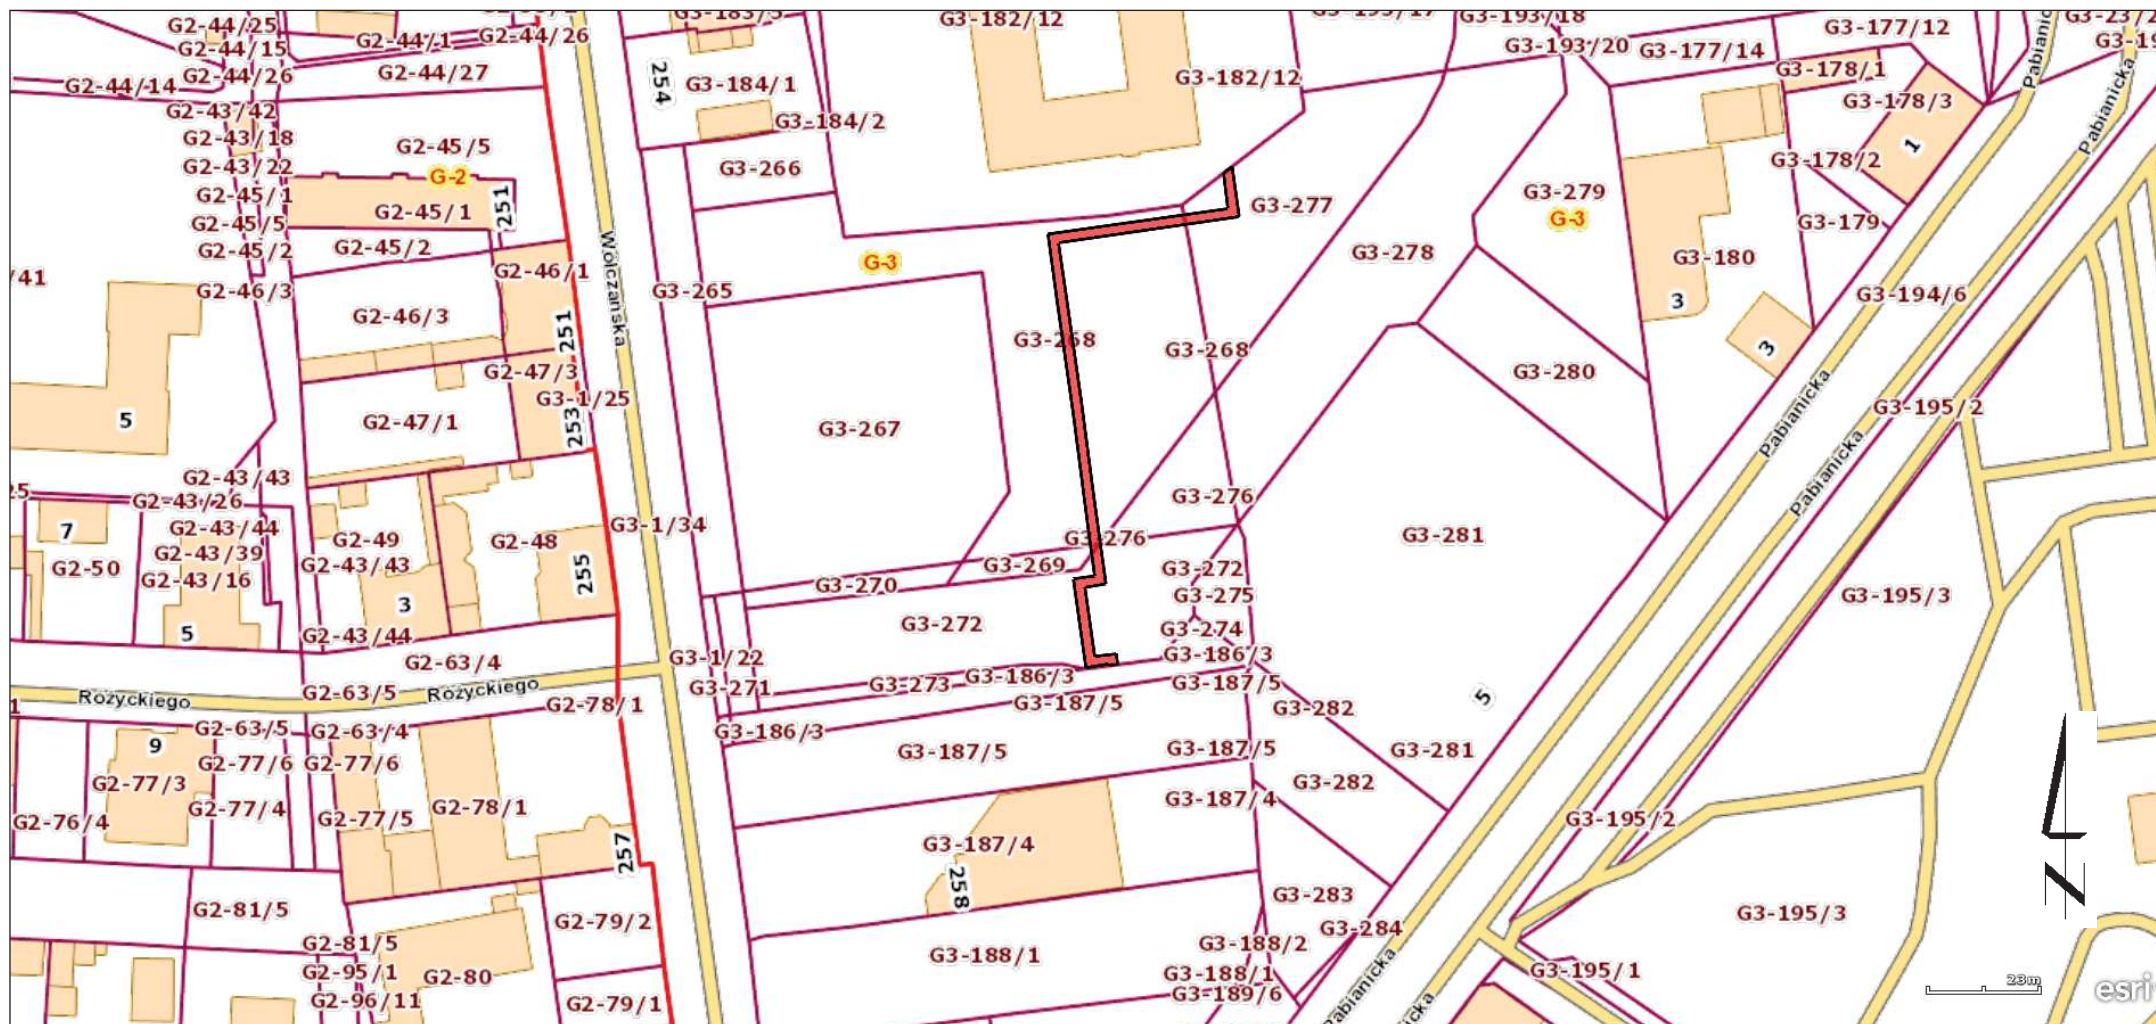 G2-44/25
G3-183/5
G3-182/12
G3-193/18
G3-177/12
G2-44/15
G2-44/1
G2-44/26
G3-193/20
G3-177/14
G2-44/26
G2-44/27
254
G3-184/1
G3-182/12
G3-178/1
Pabianicka
G2-44/14
G2-43/42
G3-184/2
G3-178/3
G2-43/18
G2-45/5
1
G2-43/22
G-2
G3-266
G3-178/2
G2-45/1
251
G3-279
G2-45/1
G3-277
G-3
G3-179
G2-45/5
G2-45/2
G2-45/2
Wólczańska
G-3
G3-278
G3-180
/41
G2-46/1
G2-46/3
G3-265
3
G3-194/6
G2-46/3
251
G3-268
G3-268
3
G2-47/3
G3-280
G3-1/25
Pabianicka
G3-195/2
5
G2-47/1
253
G3-267
Pabianicka
G2-43/43
G2-43/26
G3-276
7
G2-43/44
G3-1/34
G2-49
G2-48
G3-276
G3-281
G2-43/39
G2-50
G2-43/43
G3-269
G3-272
G2-43/16
255
G3-270
G3-275
G3-195/3
3
5
G2-43/44
G3-272
G3-274
G2-63/4
G3-1/22
G3-186/3
Różyckiego
G2-63/5
Różyckiego
G3-271
G3-273
G3-186/3
G3-187/5
5
G2-78/1
G3-187/5
G3-282
G2-63/5
G2-63/4
G3-186/3
9
G2-77/6
G2-77/6
G3-187/5
G3-187/5
G3-281
G2-77/3
G3-282
G2-76/4
G2-77/4
G2-77/5
G2-78/1
G3-187/4
G3-195/2
257
G3-187/4
258
G3-283
G2-81/5
G2-79/2
G3-284
G3-195/3
G2-81/5
G3-188/1
G3-188/2
G2-95/1
G2-80
G3-188/1
Pabianicka
G3-195/1
G2-96/11
G2-79/1
G3-189/6
N
23m
esri